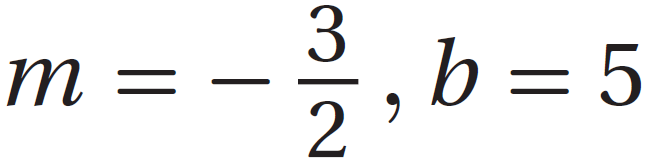 m = − 3/2 , b = 5